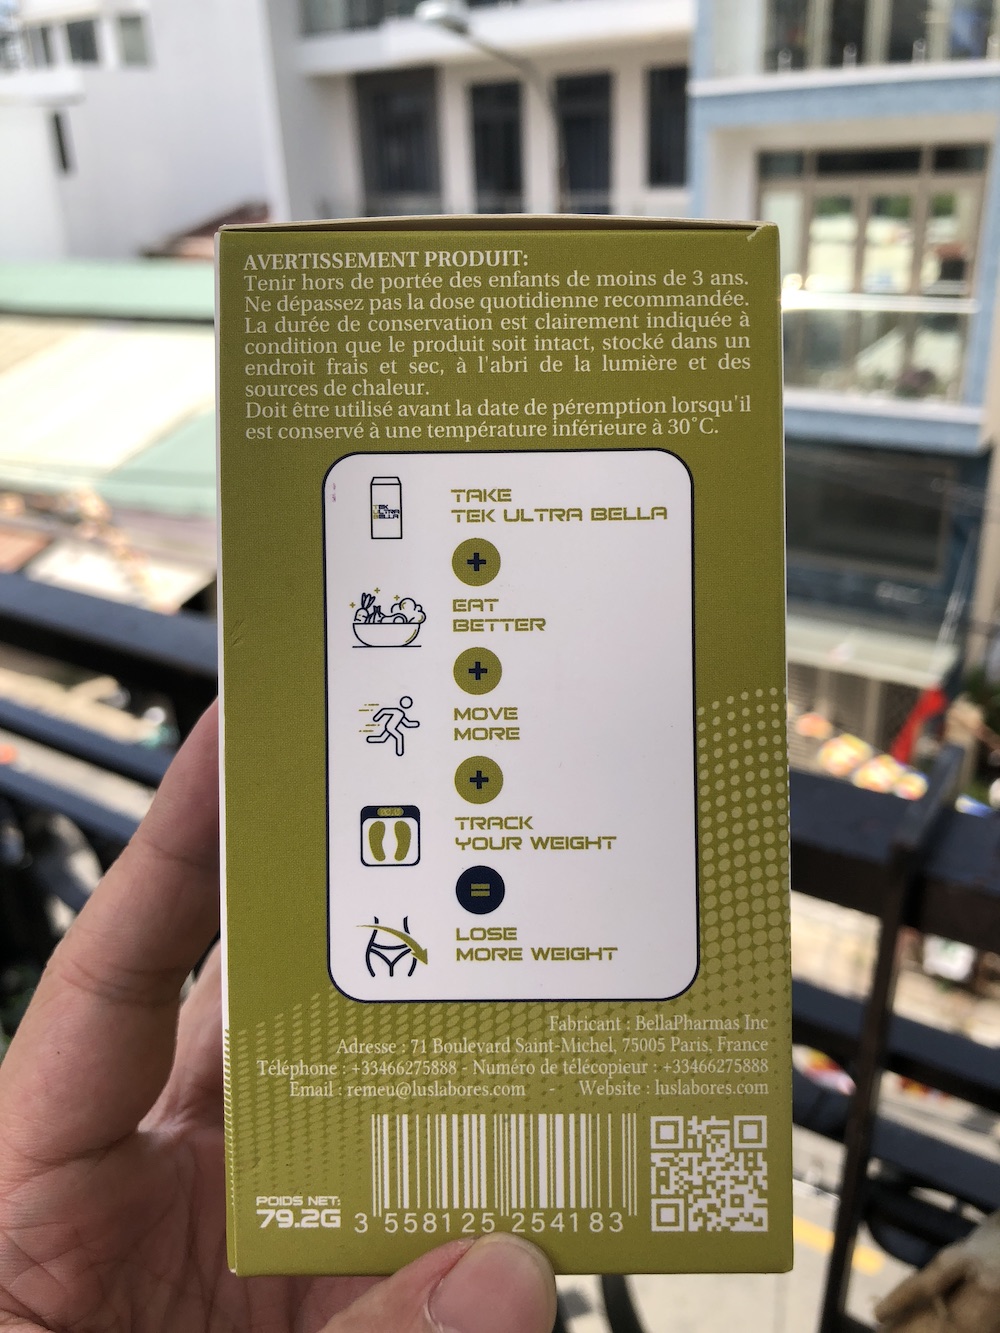 AVERTISSEMENT PRODUIT:
Tenir hors de portée des enfants de moins de 3 ans.
Ne dépassez pas la dose quotidienne recommandée.
La durée de conservation est clairement indiquée à
condition que le produit soit intact, stocké dans un
endroit frais et sec, à l'abri de la lumière et des
sources de chaleur.
Doit être utilisé avant la date de péremption lorsqu'il
est conservé à une température inférieure à 30°C.
TEK
ULTRA
BELLA
TAKE
TEK ULTRA BELLA
+
EAT
BETTER
+
MOVE
MORE
+
TRACK
YOUR WEIGHT
=
LOSE
MORE WEIGHT
Fabricant : BellaPharmas Inc
Adresse : 71 Boulevard Saint-Michel, 75005 Paris, France
Téléphone : +33466275888 - Numéro de télécopieur : +33466275888
Email : remeu@luslabores.com - Website : luslabores.com
POIDS NET:
79.2G
3 558125 254183